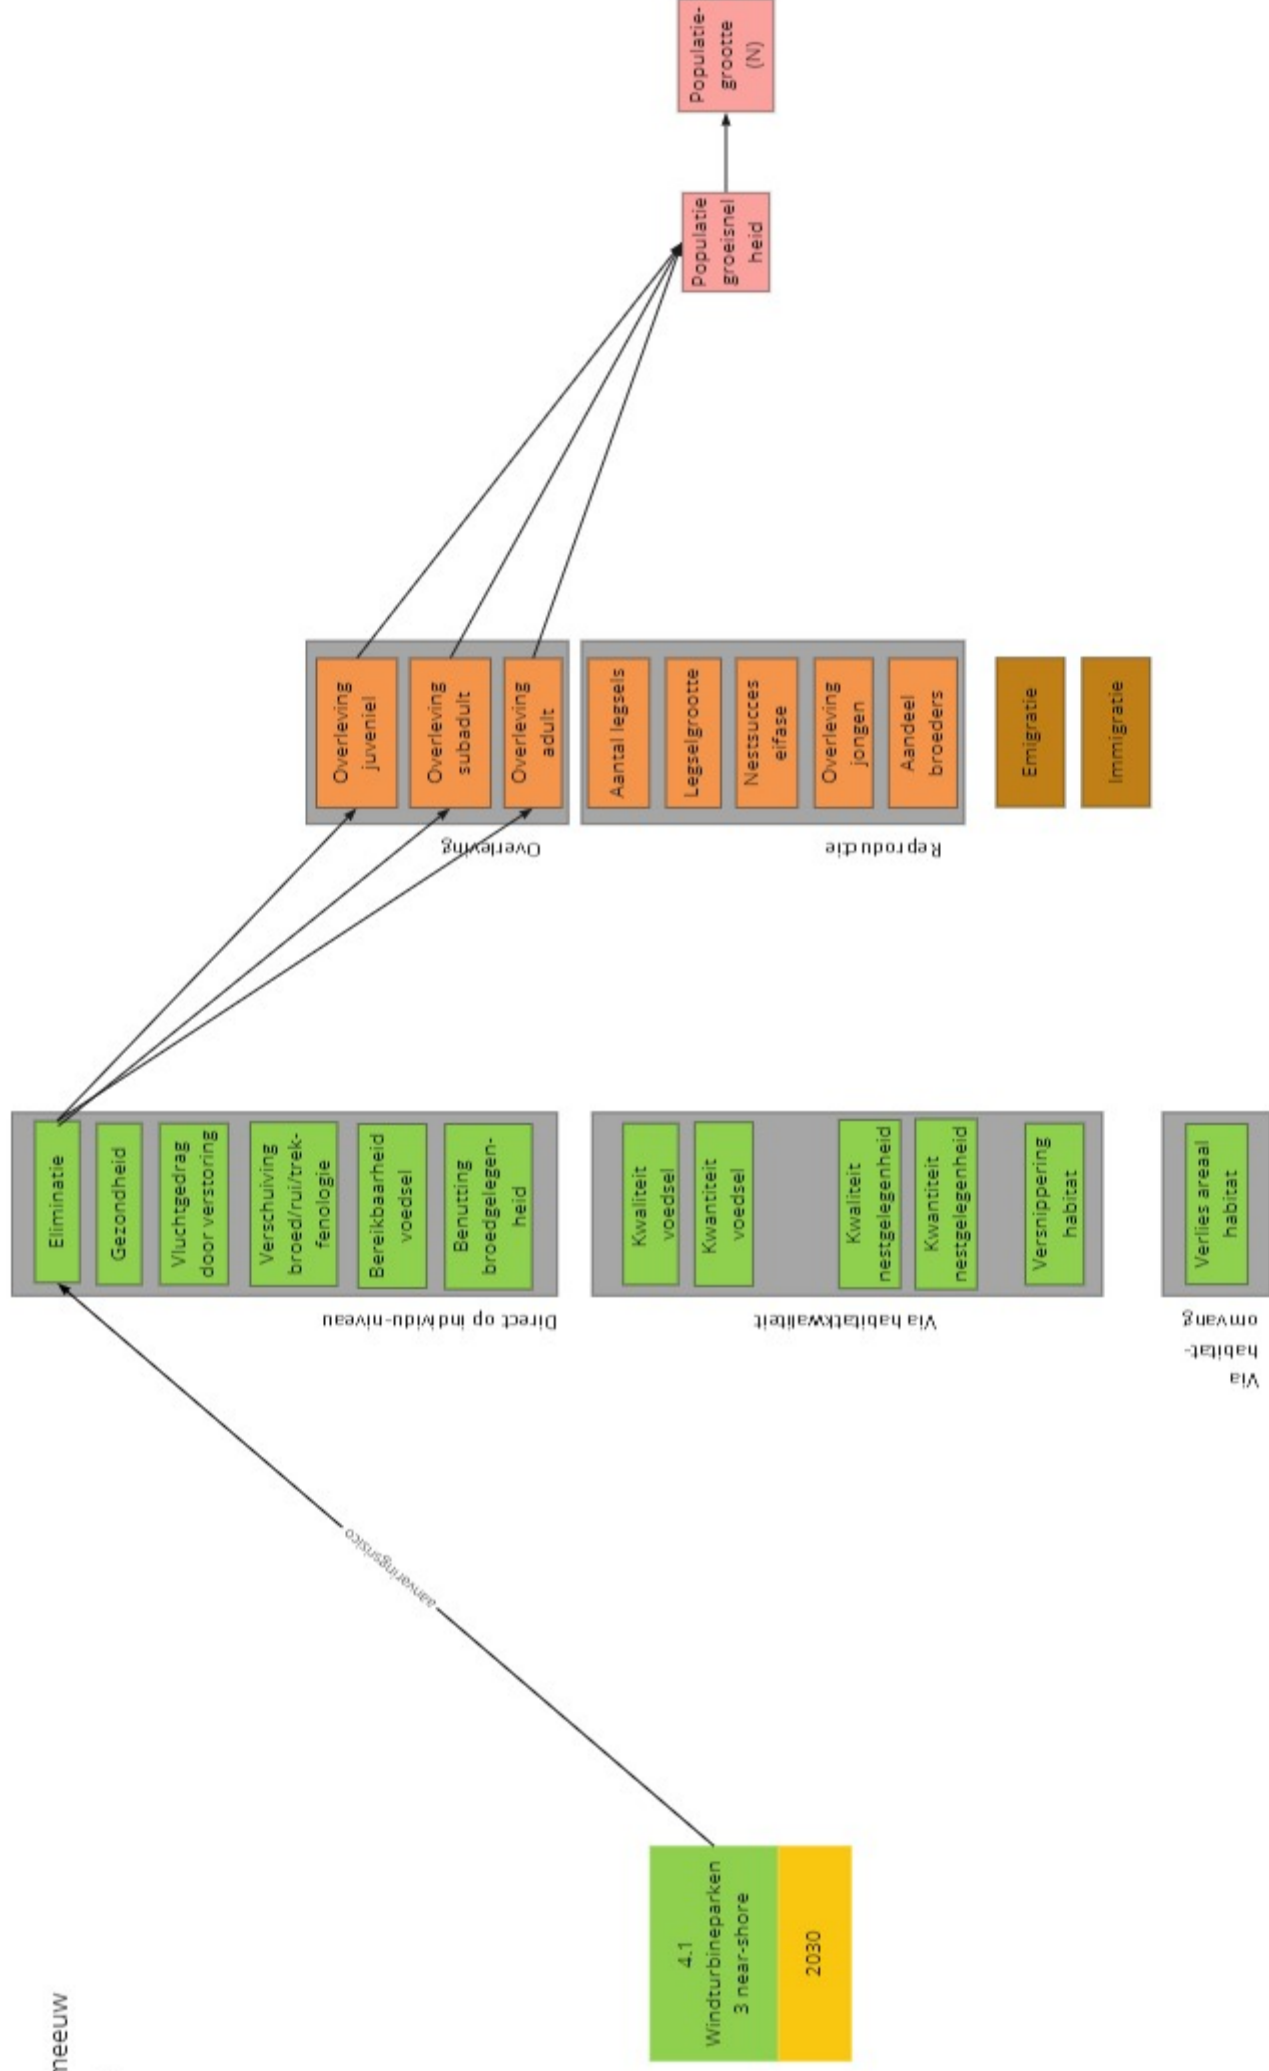 meeuw
4.1
Windturbineparken
3 near-shore
2030
aanvaringsrisico
Direct op individu-niveau
Eliminatie
Gezondheid
Vluchtgedrag
door verstoring
Verschuiving
broed/rui/trek-
fenologie
Bereikbaarheid
voedsel
Benutting
broedgelegen-
heid
Via habitatkwaliteit
Kwaliteit
voedsel
Kwantiteit
voedsel
Kwaliteit
nestgelegenheid
Kwantiteit
nestgelegenheid
Versnippering
habitat
Via
habitat-
omvang
Verlies areaal
habitat
Overleving
Overleving
juveniel
Overleving
subadult
Overleving
adult
Reproductie
Aantal legsels
Legselgrootte
Nestsucces
eifase
Overleving
jongen
Aandeel
broeders
Emigratie
Immigratie
Populatie
groeisnel
heid
Populatie-
grootte
(N)